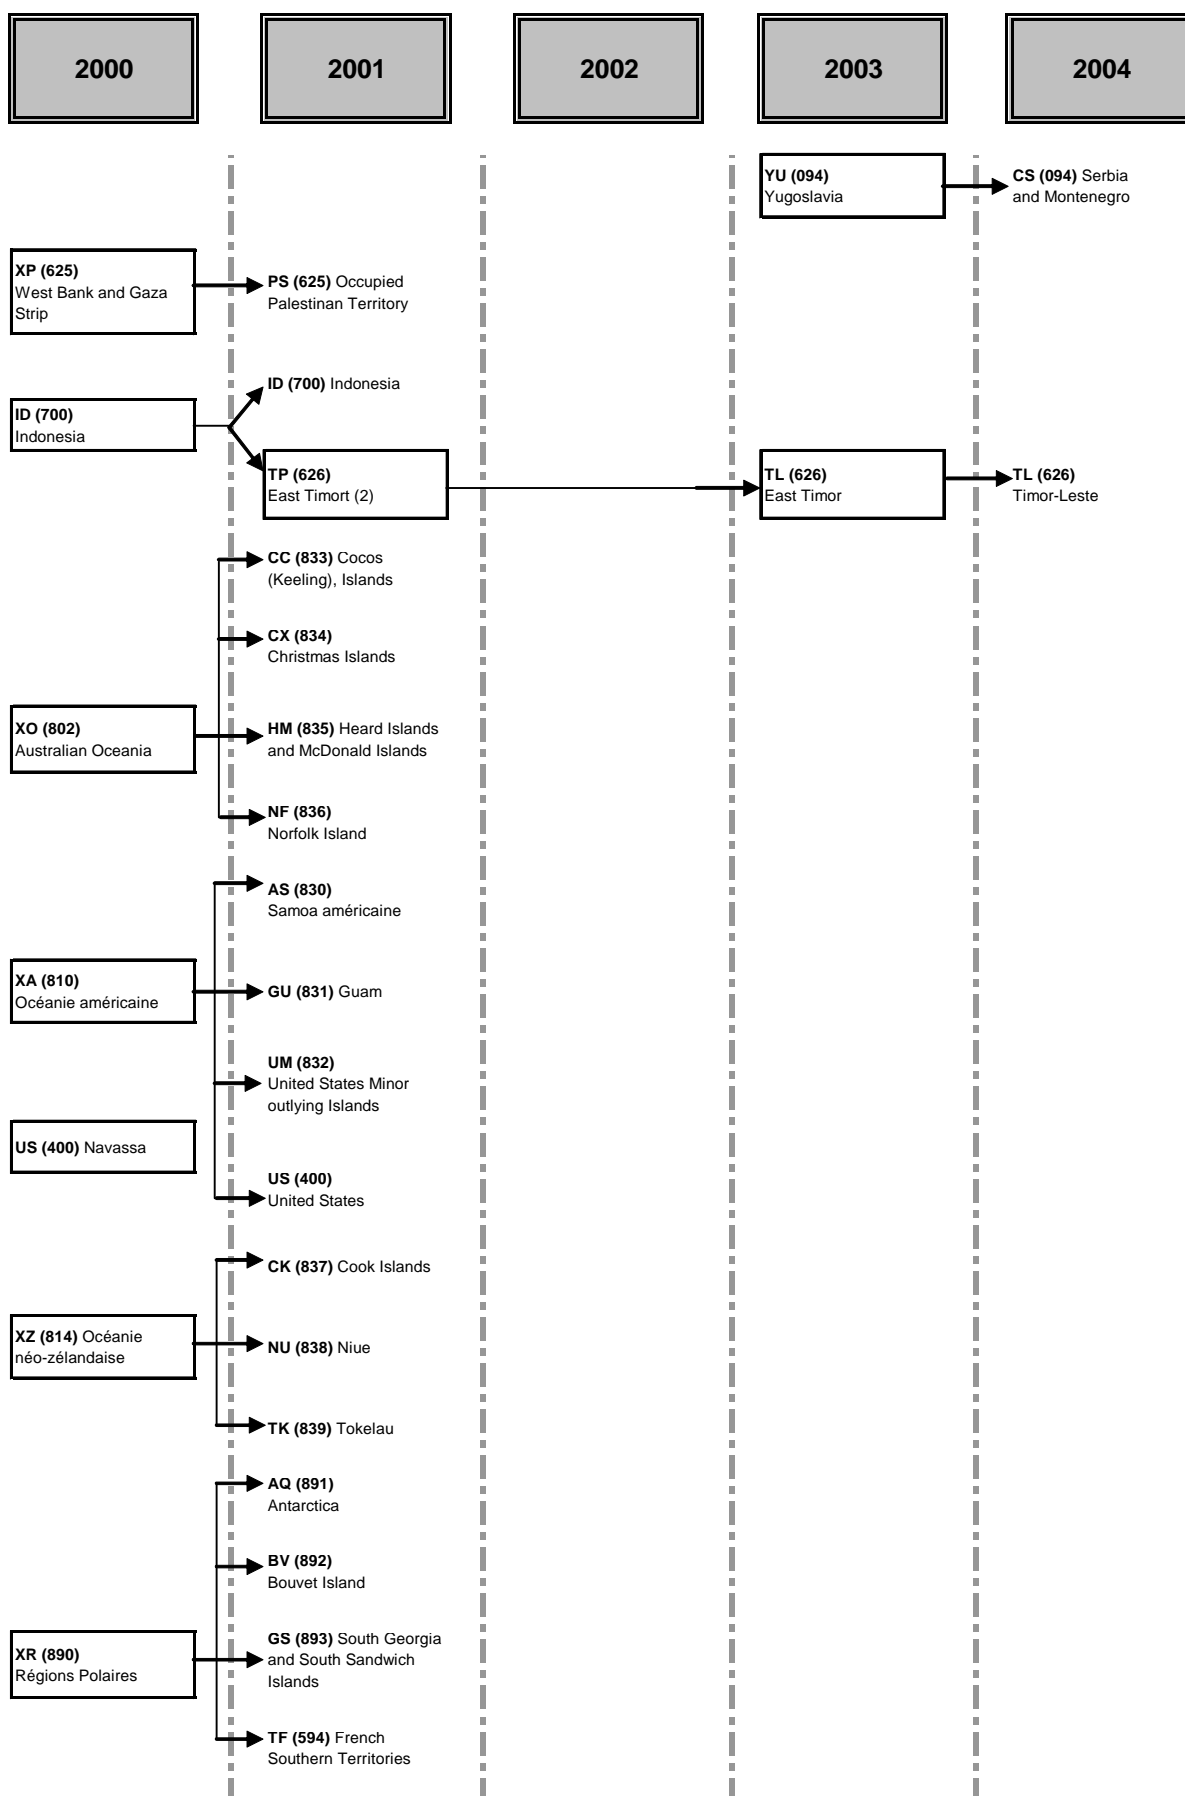 2000
2001
2002
2003
2004
YU (094)
Yugoslavia
CS (094) Serbia
and Montenegro
XP (625)
West Bank and Gaza
Strip
PS (625) Occupied
Palestinan Territory
ID (700)
Indonesia
ID (700) Indonesia
TP (626)
East Timort (2)
TL (626)
East Timor
TL (626)
Timor-Leste
XO (802)
Australian Oceania
CC (833) Cocos
(Keeling), Islands
CX (834)
Christmas Islands
HM (835) Heard Islands
and McDonald Islands
NF (836)
Norfolk Island
XA (810)
Océanie américaine
US (400) Navassa
AS (830)
Samoa américaine
GU (831) Guam
UM (832)
United States Minor
outlying Islands
US (400)
United States
XZ (814) Océanie
néo-zélandaise
CK (837) Cook Islands
NU (838) Niue
TK (839) Tokelau
XR (890)
Régions Polaires
AQ (891)
Antarctica
BV (892)
Bouvet Island
GS (893) South Georgia
and South Sandwich
Islands
TF (594) French
Southern Territories